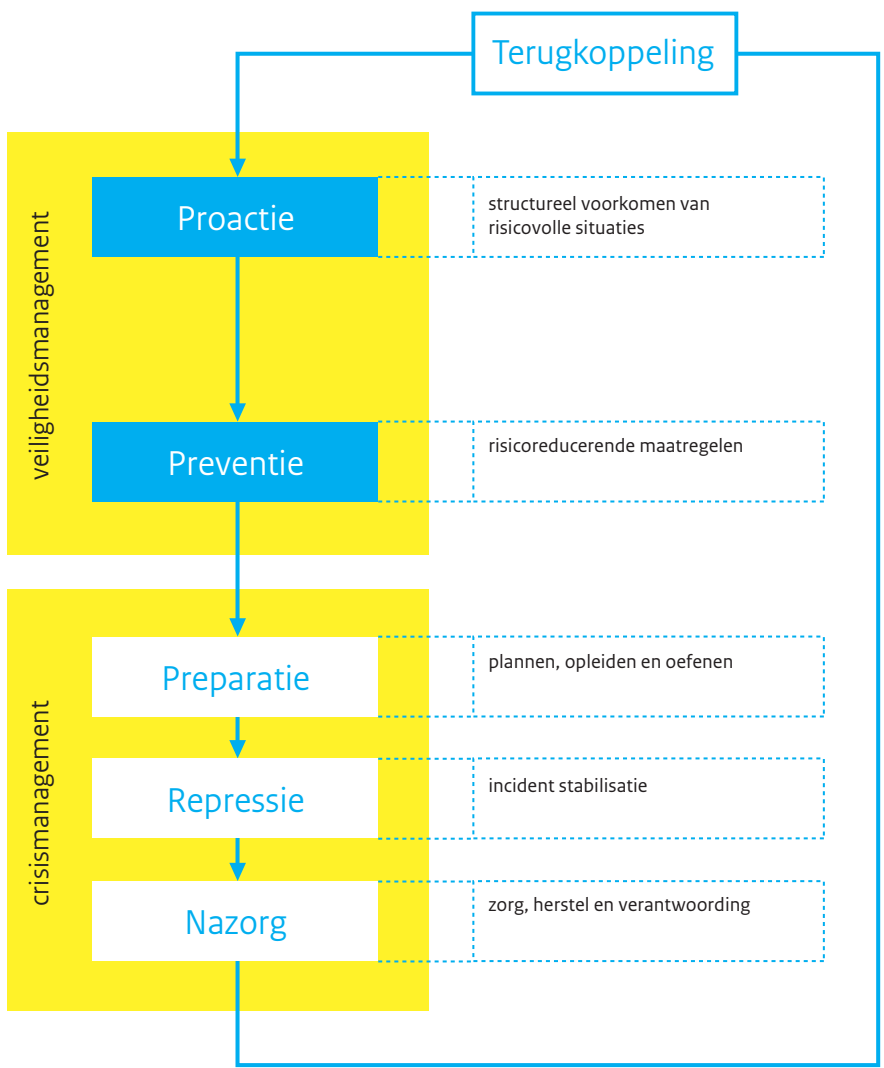 Terugkoppeling
veiligheidsmanagement
Proactie
structureel voorkomen van
risicovolle situaties
Preventie
risicoreducerende maatregelen
crisismanagement
Preparatie
plannen, opleiden en oefenen
Repressie
incident stabilisatie
Nazorg
zorg, herstel en verantwoording